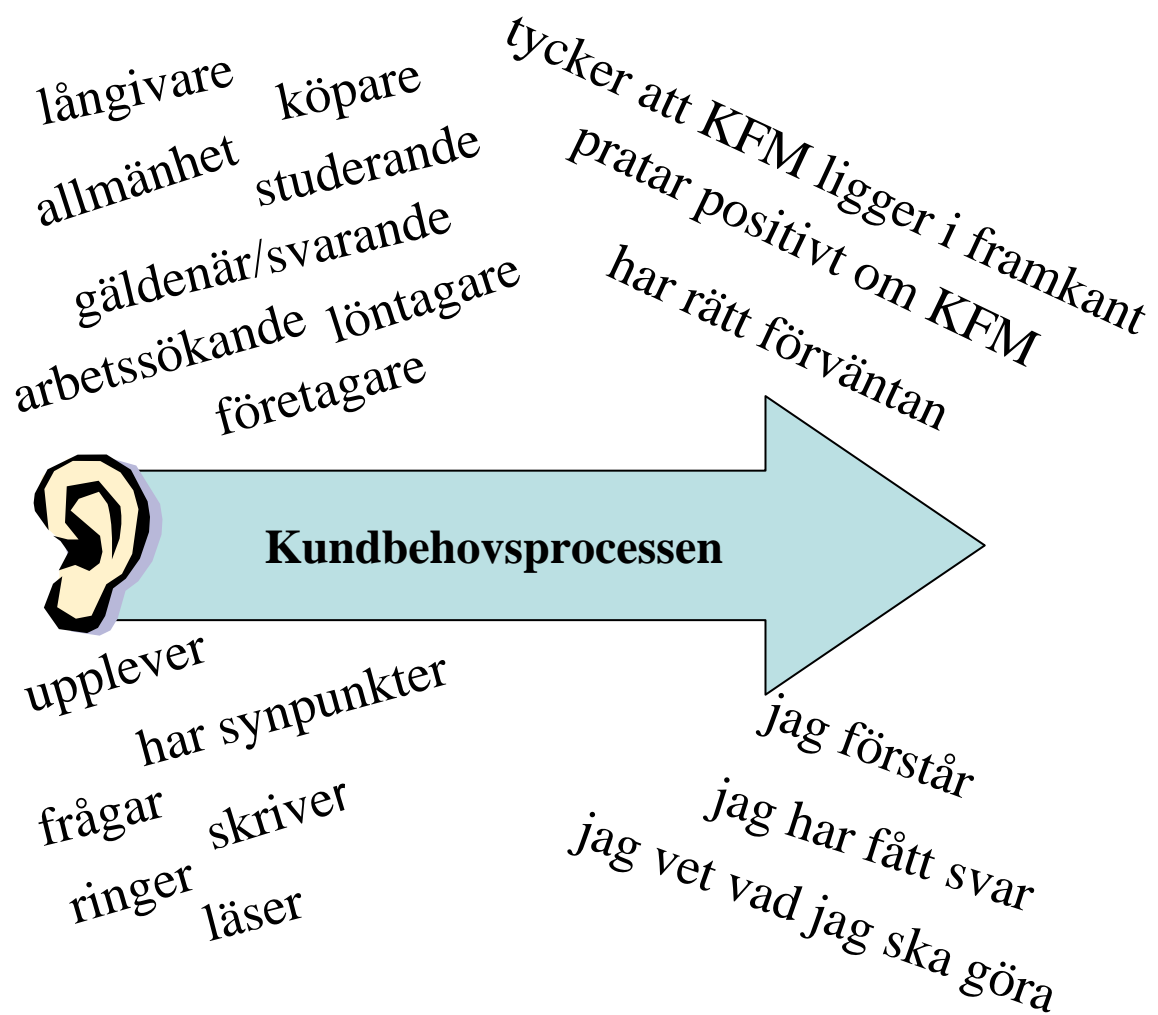 långivare
köpare
allmänhet
studerande
gäldenär/svarande
arbetssökande
löntagare
företagare
tycker att KFM ligger i framkant
pratar positivt om KFM
har rätt förväntan
Kundbehovsprocessen
upplever
har synpunkter
frågar
skriver
ringer
läser
jag förstår
jag har fått svar
jag vet vad jag ska göra